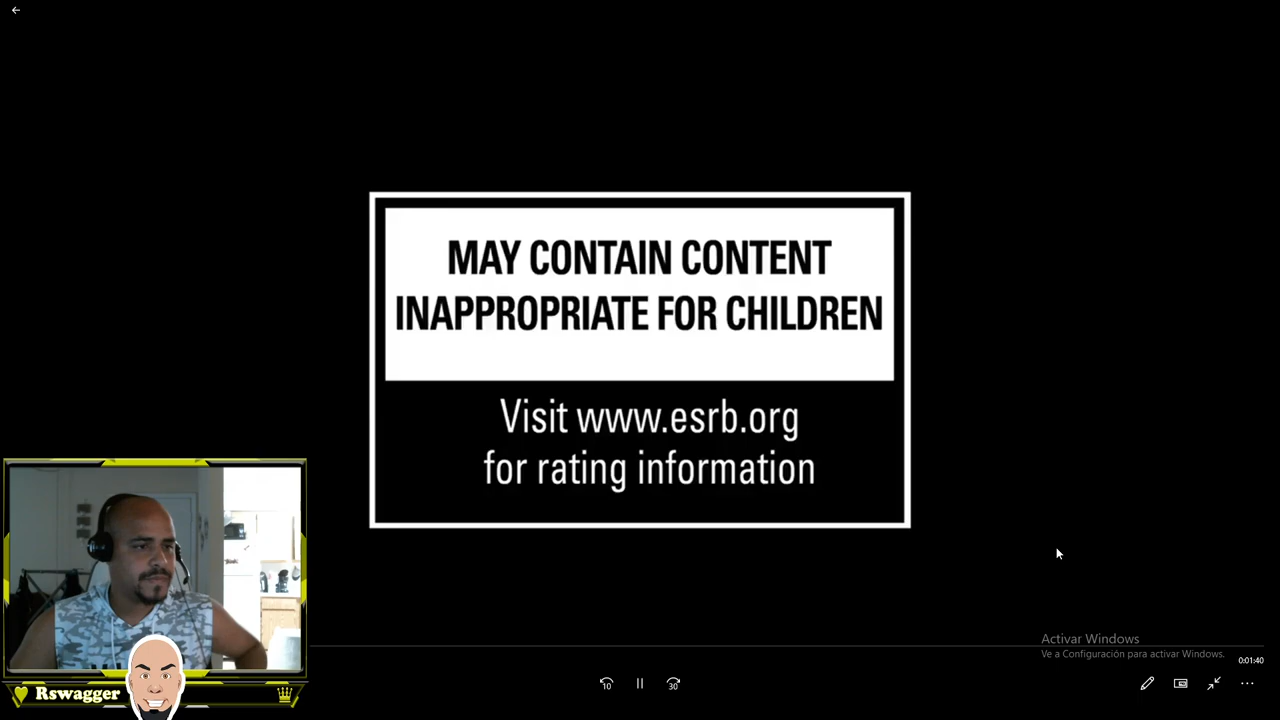 MAY CONTAIN CONTENT
INAPPROPRIATE FOR CHILDREN
Visit www.esrb.org
for rating information
Activar Windows
Ve a Configuración para activar Windows.
0:01:40
10
30
Rswagger